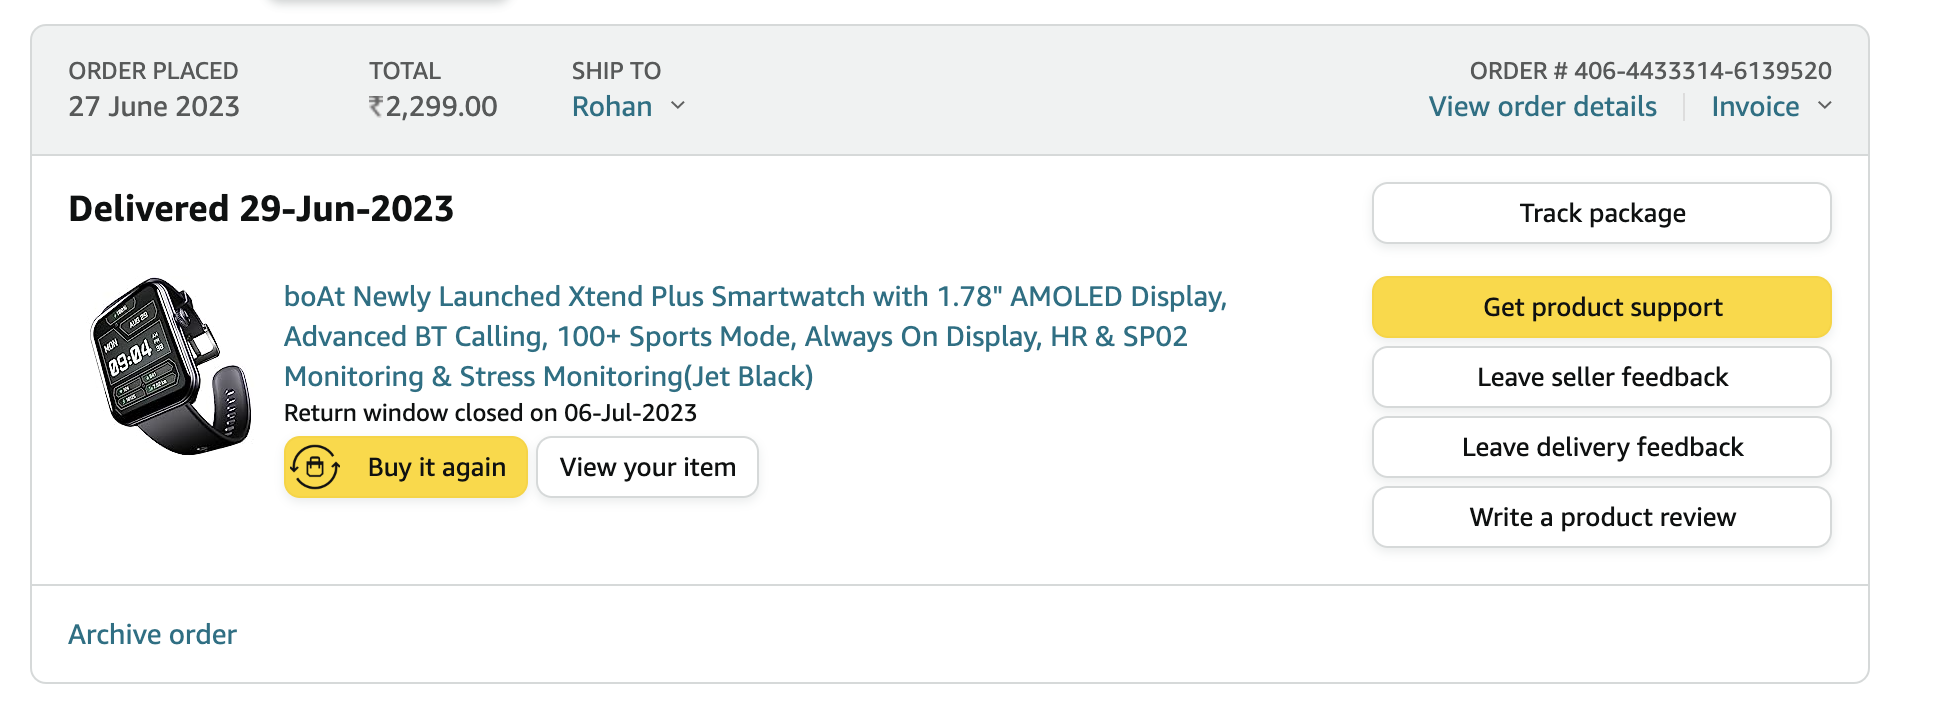 ORDER PLACED
27 June 2023
TOTAL
₹2,299.00
SHIP TO
Rohan
ORDER # 406-4433314-6139520
View order details
Invoice
Delivered 29-Jun-2023
boAt Newly Launched Xtend Plus Smartwatch with 1.78" AMOLED Display,
Advanced BT Calling, 100+ Sports Mode, Always On Display, HR & SP02
Monitoring & Stress Monitoring(Jet Black)
Return window closed on 06-Jul-2023
Buy it again
View your item
Track package
Get product support
Leave seller feedback
Leave delivery feedback
Write a product review
Archive order
AUG 29
MON
09:04